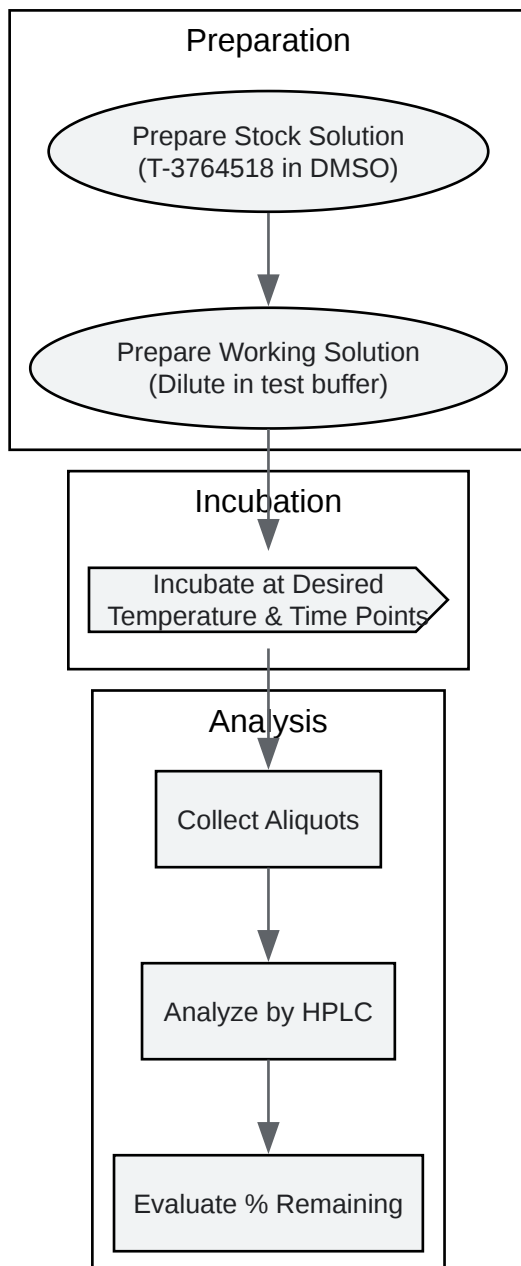 Preparation
Prepare Stock Solution
(T-3764518 in DMSO)
Prepare Working Solution
(Dilute in test buffer)
Incubation
Incubate at Desired
Temperature & Time Points
Analysis
Collect Aliquots
Analyze by HPLC
Evaluate % Remaining